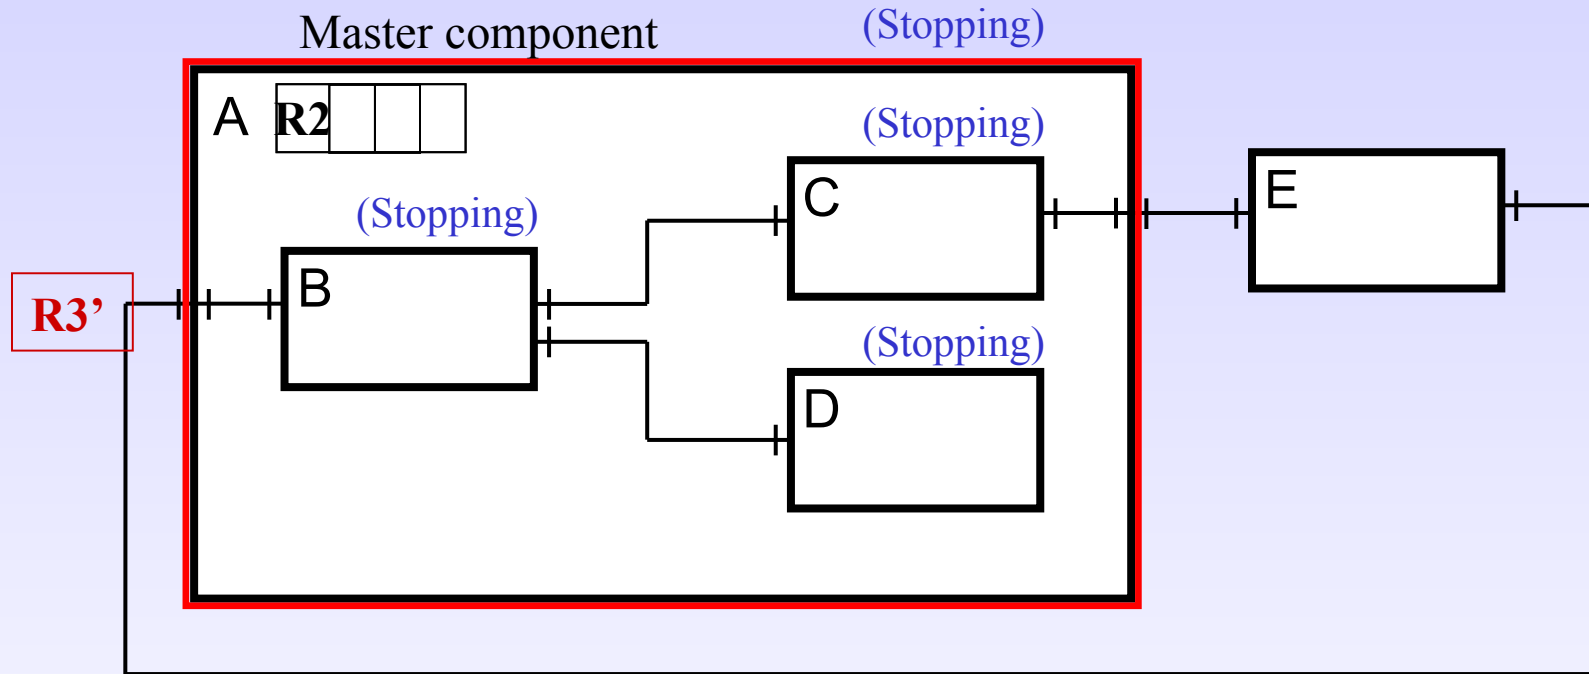 Master component
(Stopping)
A
R2
(Stopping)
C
E
(Stopping)
B
R3’
(Stopping)
D